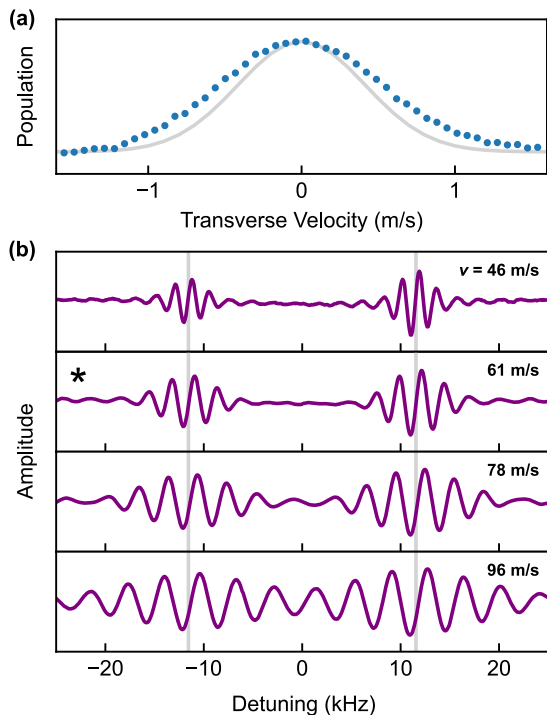 (a)
Population
−1 0 1
Transverse Velocity (m/s)
(b)
v = 46 m/s
*
61 m/s
78 m/s
96 m/s
Amplitude
−20 −10 0 10 20
Detuning (kHz)